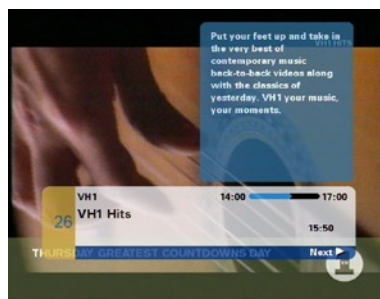 Put your feet up and take in
the very best of
contemporary music
back-to-back videos along
with the classics of
yesterday. VH1 your music,
your moments.
VH1 HITS
VH1
14:00
17:00
26
VH1 Hits
15:50
THURSDAY GREATEST COUNTDOWNS DAY
Next